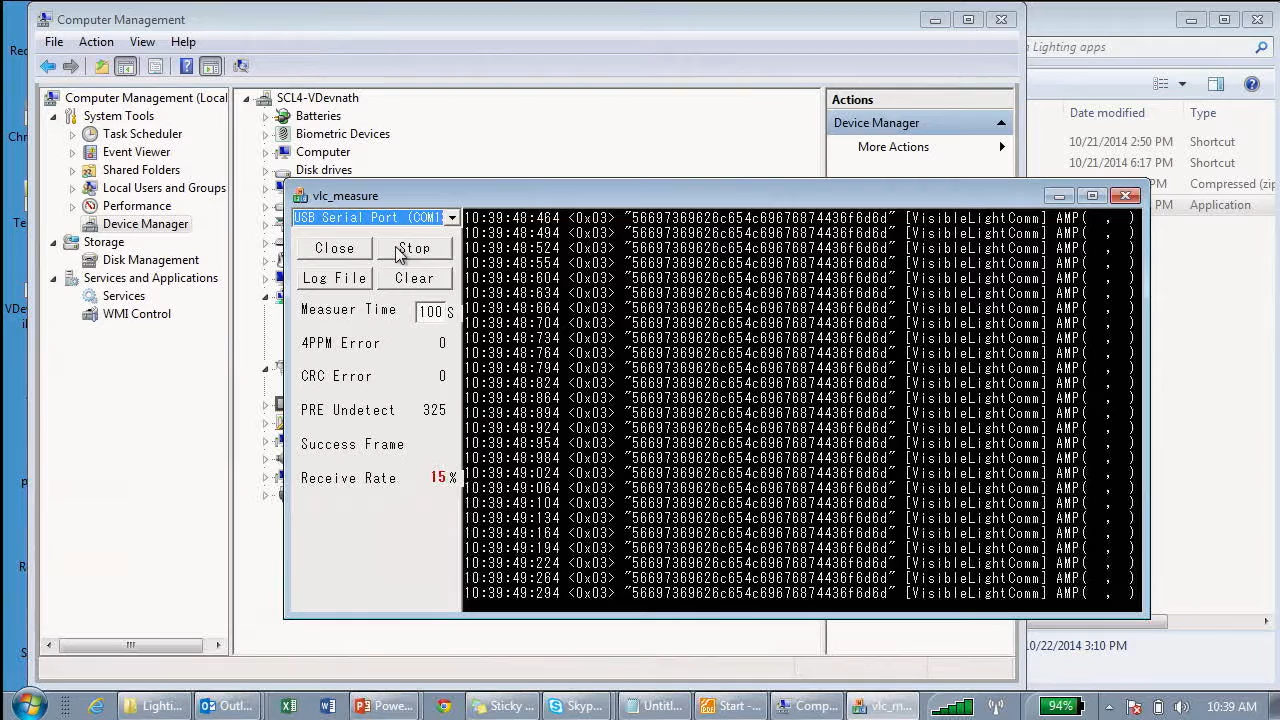 Computer Management
File Action View Help
Computer Management (Local
System Tools
Task Scheduler
Event Viewer
Shared Folders
Local Users and Groups
Performance
Device Manager
Storage
Disk Management
Services and Applications
Services
WMI Control
SCL4-VDevnath
Batteries
Biometric Devices
Computer
Disk drives
Actions
Device Manager
More Actions
Lighting apps
Date modified Type
10/21/2014 2:50 PM Shortcut
10/21/2014 6:17 PM Shortcut
PM Compressed (zip
PM Application
10/22/2014 3:10 PM
vlc_measure
USB Serial Port (COM1
Close Stop
Log File Clear
Measuer Time 100 S
4PPM Error 0
CRC Error 0
PRE Undetect 325
Success Frame
Receive Rate 15 %
10:39:48:464 <0x03> "56697369626c654c69676874436f6d6d" [VisibleLightComm] AMP( , )
10:39:48:494 <0x03> "56697369626c654c69676874436f6d6d" [VisibleLightComm] AMP( , )
10:39:48:524 <0x03> "56697369626c654c69676874436f6d6d" [VisibleLightComm] AMP( , )
10:39:48:554 <0x03> "56697369626c654c69676874436f6d6d" [VisibleLightComm] AMP( , )
10:39:48:604 <0x03> "56697369626c654c69676874436f6d6d" [VisibleLightComm] AMP( , )
10:39:48:634 <0x03> "56697369626c654c69676874436f6d6d" [VisibleLightComm] AMP( , )
10:39:48:664 <0x03> "56697369626c654c69676874436f6d6d" [VisibleLightComm] AMP( , )
10:39:48:704 <0x03> "56697369626c654c69676874436f6d6d" [VisibleLightComm] AMP( , )
10:39:48:734 <0x03> "56697369626c654c69676874436f6d6d" [VisibleLightComm] AMP( , )
10:39:48:764 <0x03> "56697369626c654c69676874436f6d6d" [VisibleLightComm] AMP( , )
10:39:48:794 <0x03> "56697369626c654c69676874436f6d6d" [VisibleLightComm] AMP( , )
10:39:48:824 <0x03> "56697369626c654c69676874436f6d6d" [VisibleLightComm] AMP( , )
10:39:48:864 <0x03> "56697369626c654c69676874436f6d6d" [VisibleLightComm] AMP( , )
10:39:48:894 <0x03> "56697369626c654c69676874436f6d6d" [VisibleLightComm] AMP( , )
10:39:48:924 <0x03> "56697369626c654c69676874436f6d6d" [VisibleLightComm] AMP( , )
10:39:48:954 <0x03> "56697369626c654c69676874436f6d6d" [VisibleLightComm] AMP( , )
10:39:48:984 <0x03> "56697369626c654c69676874436f6d6d" [VisibleLightComm] AMP( , )
10:39:49:024 <0x03> "56697369626c654c69676874436f6d6d" [VisibleLightComm] AMP( , )
10:39:49:064 <0x03> "56697369626c654c69676874436f6d6d" [VisibleLightComm] AMP( , )
10:39:49:104 <0x03> "56697369626c654c69676874436f6d6d" [VisibleLightComm] AMP( , )
10:39:49:134 <0x03> "56697369626c654c69676874436f6d6d" [VisibleLightComm] AMP( , )
10:39:49:164 <0x03> "56697369626c654c69676874436f6d6d" [VisibleLightComm] AMP( , )
10:39:49:194 <0x03> "56697369626c654c69676874436f6d6d" [VisibleLightComm] AMP( , )
10:39:49:224 <0x03> "56697369626c654c69676874436f6d6d" [VisibleLightComm] AMP( , )
10:39:49:264 <0x03> "56697369626c654c69676874436f6d6d" [VisibleLightComm] AMP( , )
10:39:49:294 <0x03> "56697369626c654c69676874436f6d6d" [VisibleLightComm] AMP( , )
Lighti... Outl... Powe... Sticky ... Skyp... Untitl... Start -... Comp... vlc_m... 94% 10:39 AM